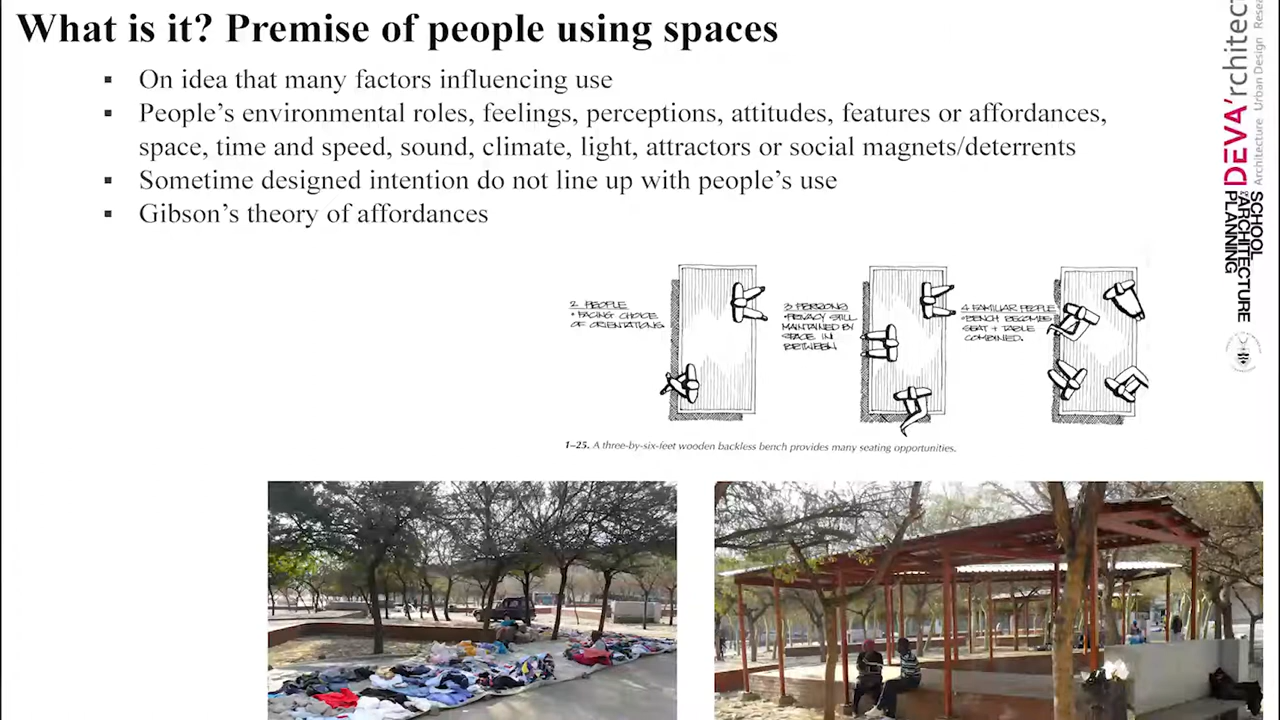 What is it? Premise of people using spaces
▪ On idea that many factors influencing use
▪ People's environmental roles, feelings, perceptions, attitudes, features or affordances,
space, time and speed, sound, climate, light, attractors or social magnets/deterrents
▪ Sometime designed intention do not line up with people's use
▪ Gibson's theory of affordances
2 PEOPLE
• FACING CHOICE
OF ORIENTATIONS
3 PERSONS
• PRIVACY STILL
MAINTAINED BY
SPACE IN
BETWEEN
4 FAMILIAR PEOPLE
• BENCH BECOMES
SEAT + TABLE
COMBINED.
1–25. A three-by-six-feet wooden backless bench provides many seating opportunities.
DEVA'rchitect
Architecture Urban Design Resea
SCHOOL
ARCHITECTURE
PLANNING